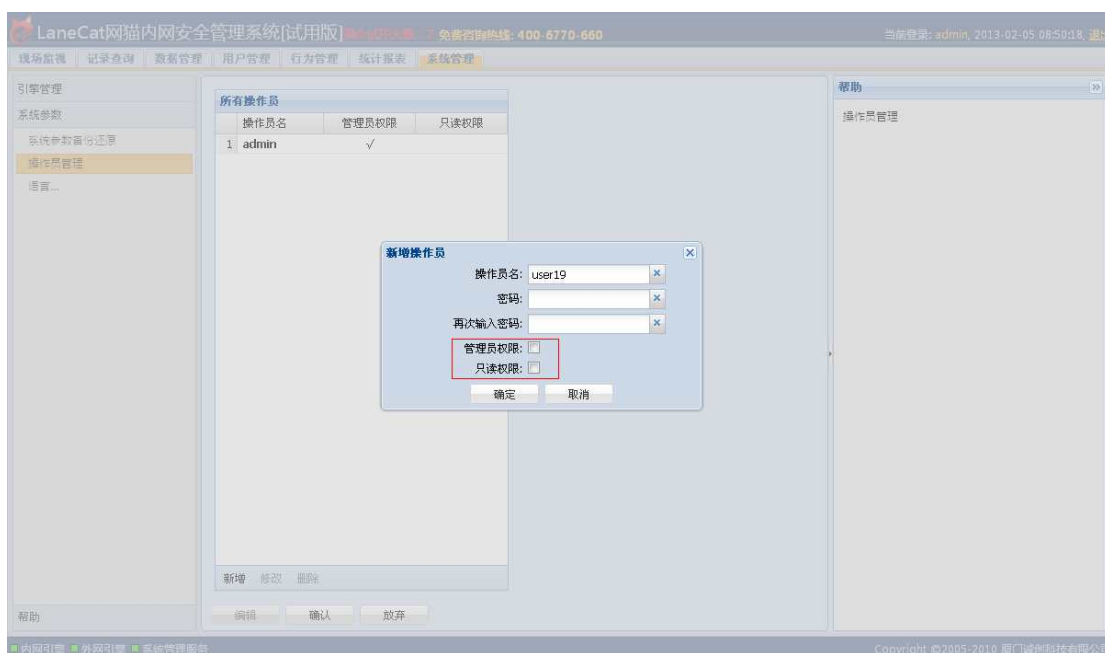 LaneCat网猫内网安全管理系统[试用版]
免费咨询热线: 400-6770-660
当前登录: admin, 2013-02-05 08:50:18,
现场监视 记录查询 数据管理 用户管理 行为管理 统计报表 系统管理
引擎管理
系统参数
系统参数备份还原
操作员管理
语言...
帮助
所有操作员
操作员名 管理员权限 只读权限
1 admin √
新增 修改 删除
编辑 确认 放弃
新增操作员
操作员名: user19
密码:
再次输入密码:
管理员权限:
只读权限:
确定 取消
帮助
操作员管理
内网引擎 外网引擎 系统管理服务
Copyright ©2005-2010 厦门诚创科技有限公